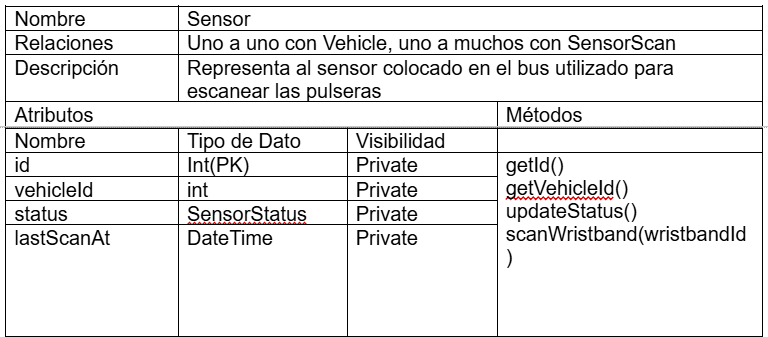 Nombre Sensor
Relaciones Uno a uno con Vehicle, uno a muchos con SensorScan
Descripción Representa al sensor colocado en el bus utilizado para
escanear las pulseras
Atributos Métodos
Nombre Tipo de Dato Visibilidad
id Int(PK) Private getId()
vehicleId int Private getVehicleId()
status SensorStatus Private updateStatus()
lastScanAt DateTime Private scanWristband(wristbandId
)